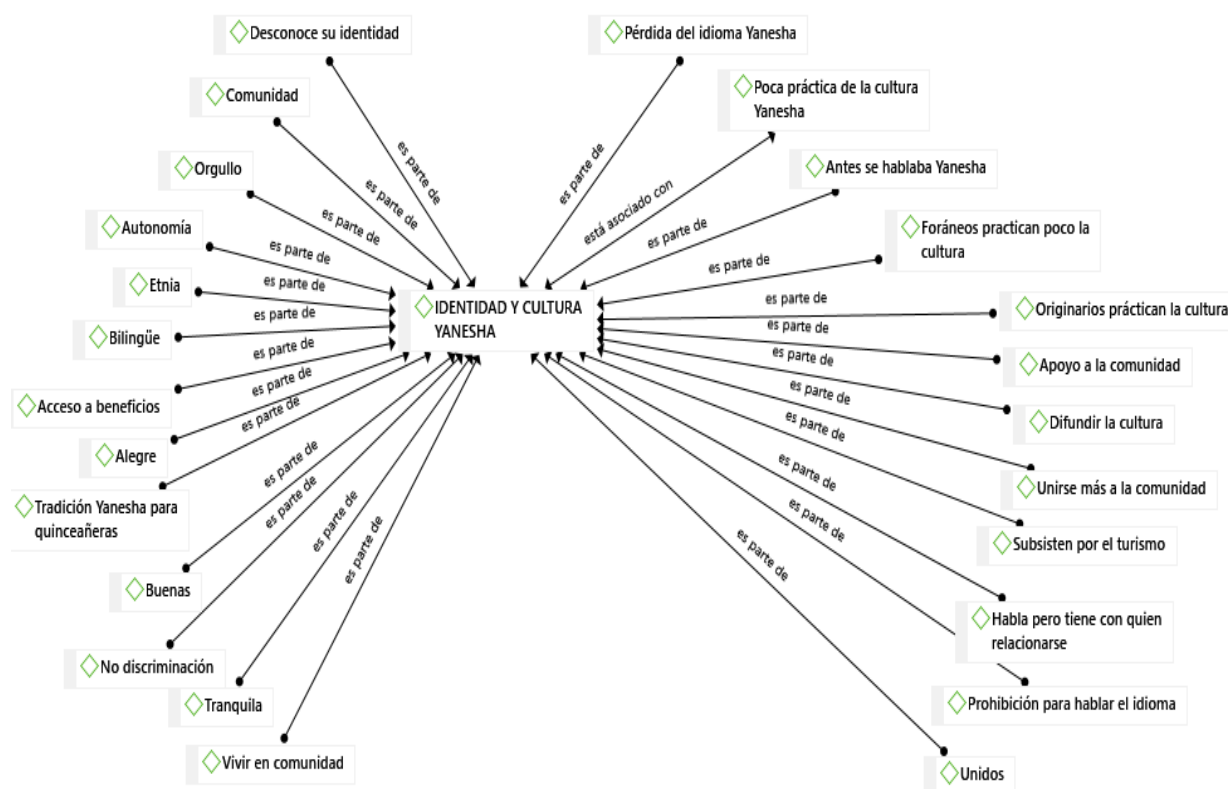 Desconoce su identidad
Pérdida del idioma Yanesha
Comunidad
Poca práctica de la cultura
Yanesha
Orgullo
Antes se hablaba Yanesha
Autonomía
Foráneos practican poco la
cultura
Etnia
Bilingüe
Originarios práctican la cultura
Acceso a beneficios
Apoyo a la comunidad
Alegre
Difundir la cultura
Tradición Yanesha para
quinceañeras
Unirse más a la comunidad
Buenas
Subsisten por el turismo
No discriminación
Habla pero tiene con quien
relacionarse
Tranquila
Prohibición para hablar el idioma
Vivir en comunidad
Unidos
IDENTIDAD Y CULTURA
YANESHA
es parte de
es parte de
es parte de
es parte de
es parte de
es parte de
es parte de
es parte de
es parte de
es parte de
es parte de
es parte de
es parte de
es parte de
está asociado con
es parte de
es parte de
es parte de
es parte de
es parte de
es parte de
es parte de
es parte de
es parte de
es parte de